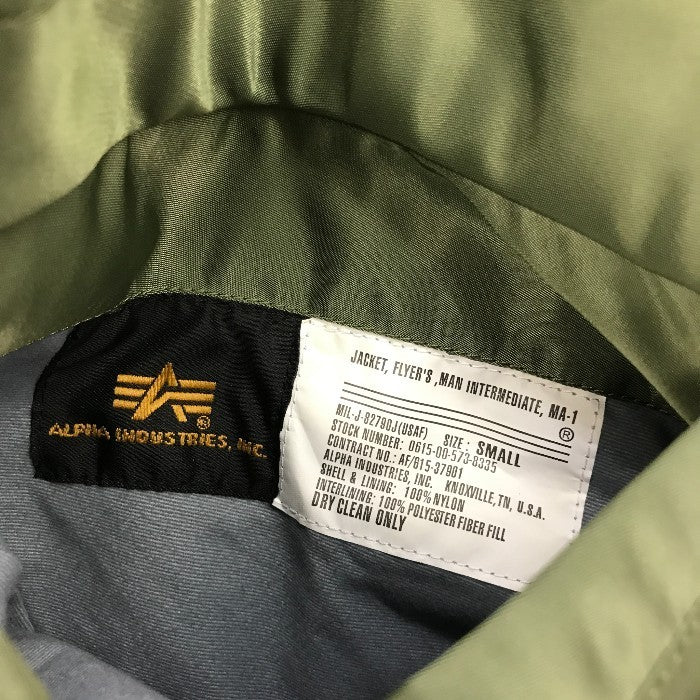 ALPHA INDUSTRIES, INC.
®
JACKET, FLYER'S ,MAN INTERMEDIATE, MA-1
®
MIL-J-82790J(USAF) SIZE: SMALL
STOCK NUMBER: 0615-00-573-8335
CONTRACT NO.: AF/615-37901
ALPHA INDUSTRIES, INC. KNOXVILLE, TN, U.S.A.
SHELL & LINING: 100% NYLON
INTERLINING: 100% POLYESTER FIBER FILL
DRY CLEAN ONLY